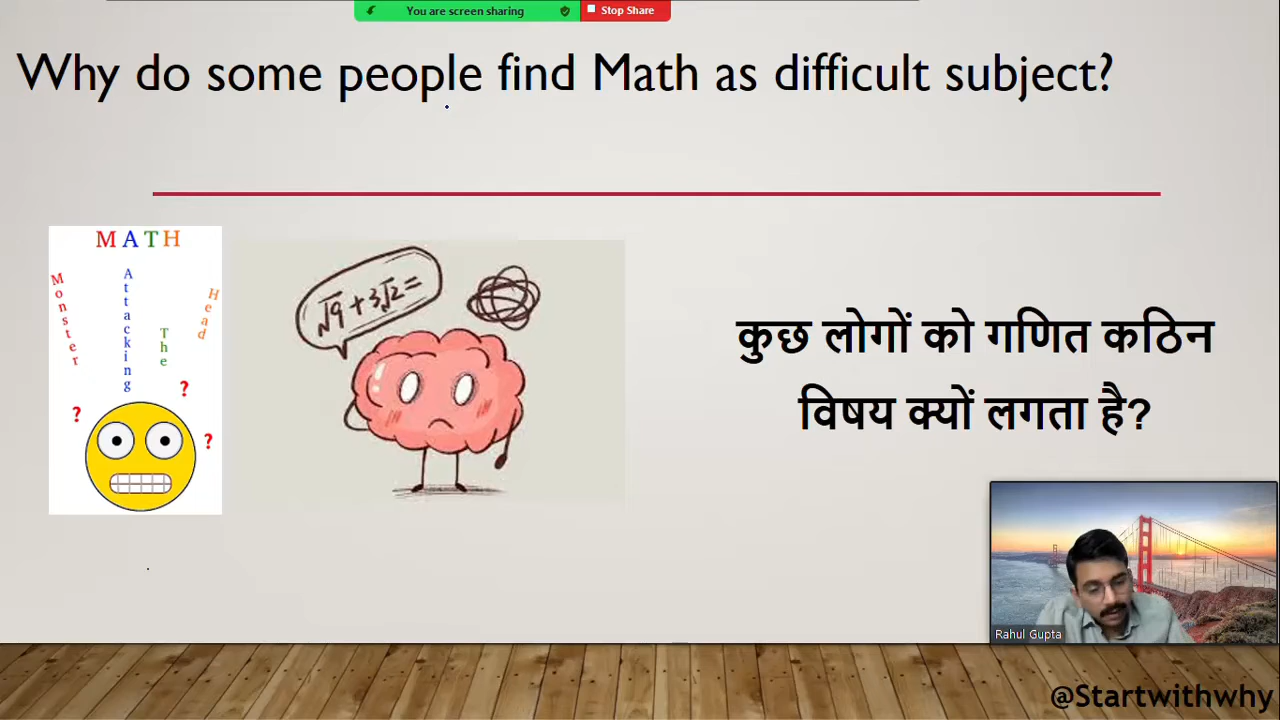 You are screen sharing
Stop Share
Why do some people find Math as difficult subject?
MATH
Monster
Attacking
The
Head
?
?
?
√9 + 3√2 =
कुछ लोगों को गणित कठिन
विषय क्यों लगता है?
Rahul Gupta
@Startwithwhy